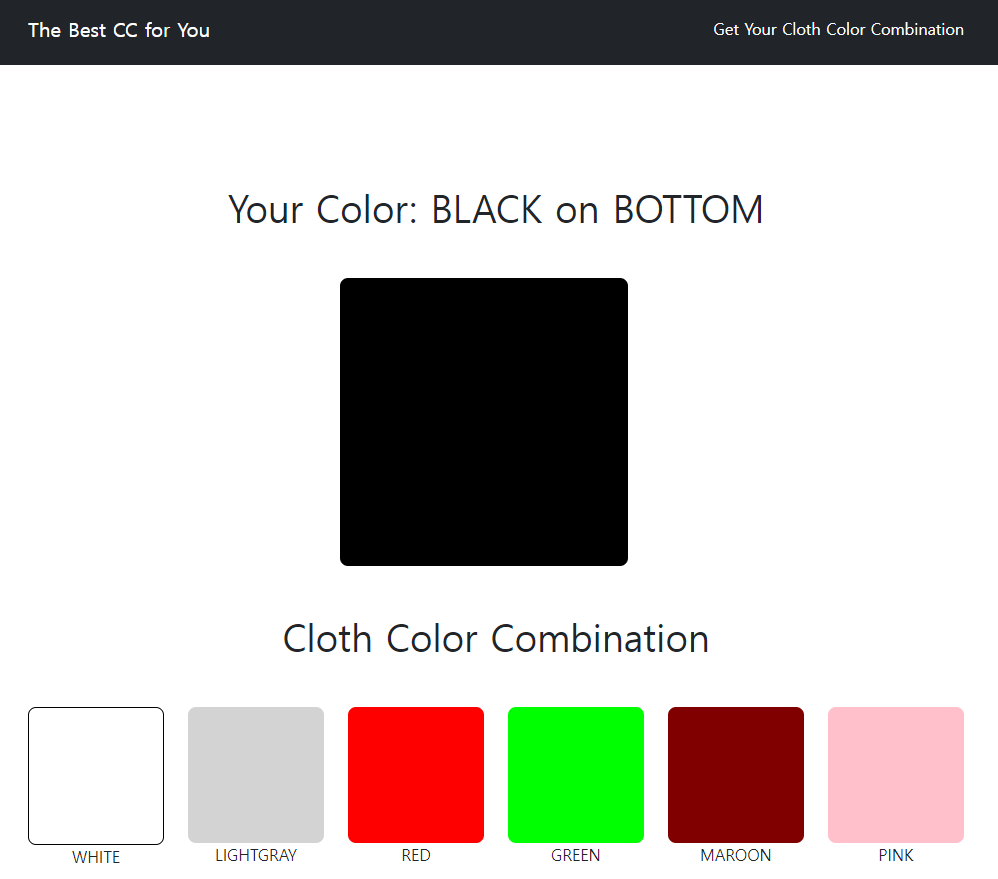 The Best CC for You
Get Your Cloth Color Combination
Your Color: BLACK on BOTTOM
Cloth Color Combination
WHITE
LIGHTGRAY
RED
GREEN
MAROON
PINK